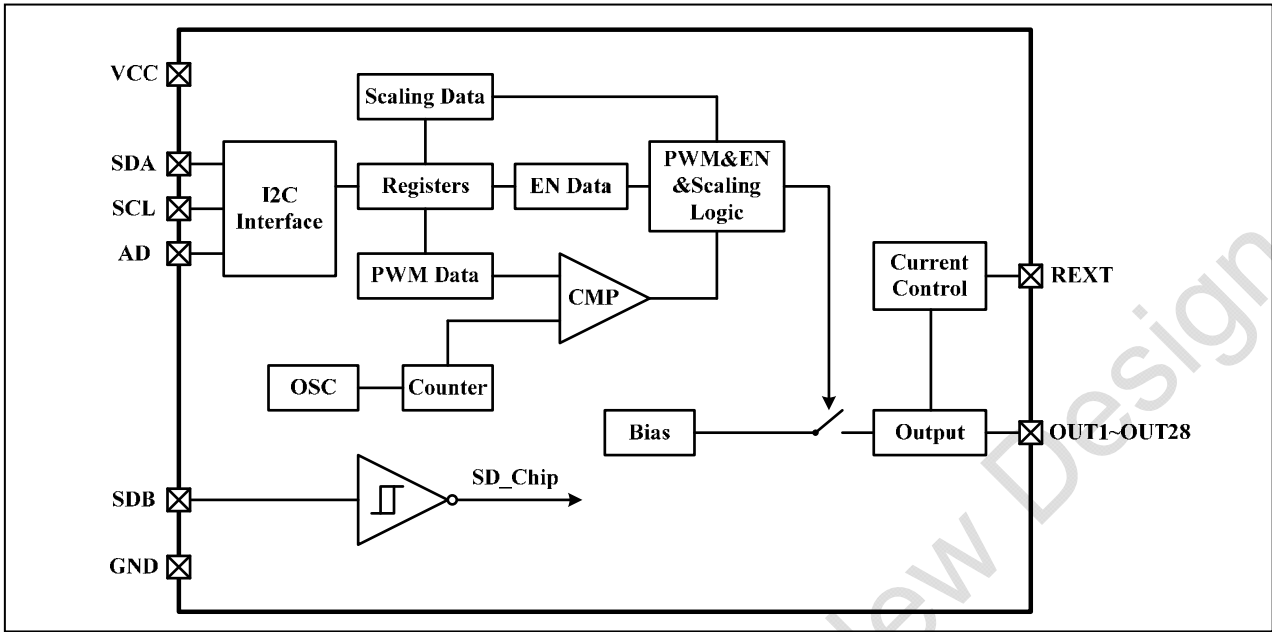 VCC
Scaling Data
SDA
SCL
AD
I2C
Interface
Registers
EN Data
PWM&EN
&Scaling
Logic
PWM Data
CMP
Current
Control
REXT
OSC
Counter
Bias
Output
OUT1~OUT28
SDB
SD_Chip
GND
Design